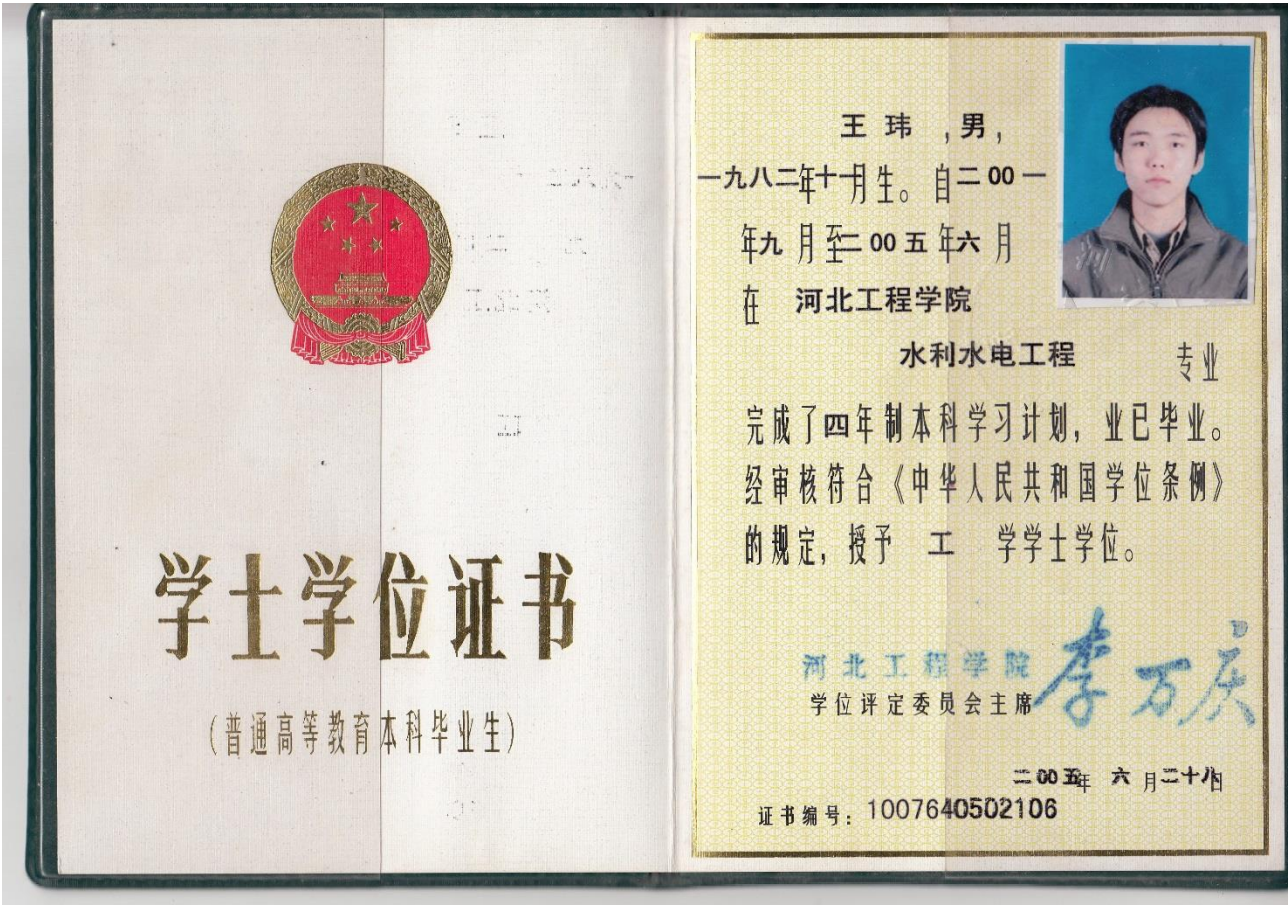 学士学位证书
(普通高等教育本科毕业生)
王玮,男,
一九八二年十一月生。自二00一
年九月至二00五年六月
在 河北工程学院
水利水电工程 专业
完成了四年制本科学习计划,业已毕业。
经审核符合《中华人民共和国学位条例》
的规定,授予 工 学学士学位。
河北工程学院
学位评定委员会主席 李万庆
二00五年 六月二十八日
证书编号:1007640502106